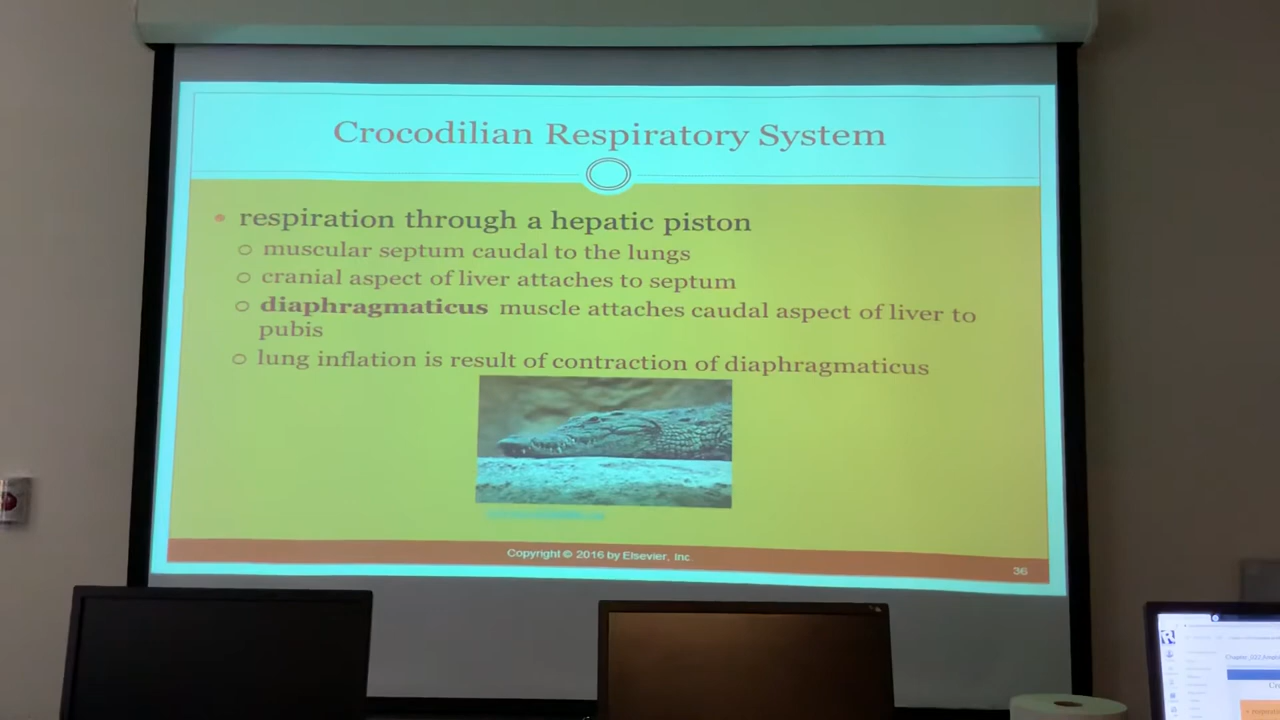 Crocodilian Respiratory System
• respiration through a hepatic piston
○ muscular septum caudal to the lungs
○ cranial aspect of liver attaches to septum
○ diaphragmaticus muscle attaches caudal aspect of liver to
pubis
○ lung inflation is result of contraction of diaphragmaticus
Copyright © 2016 by Elsevier, Inc.
36